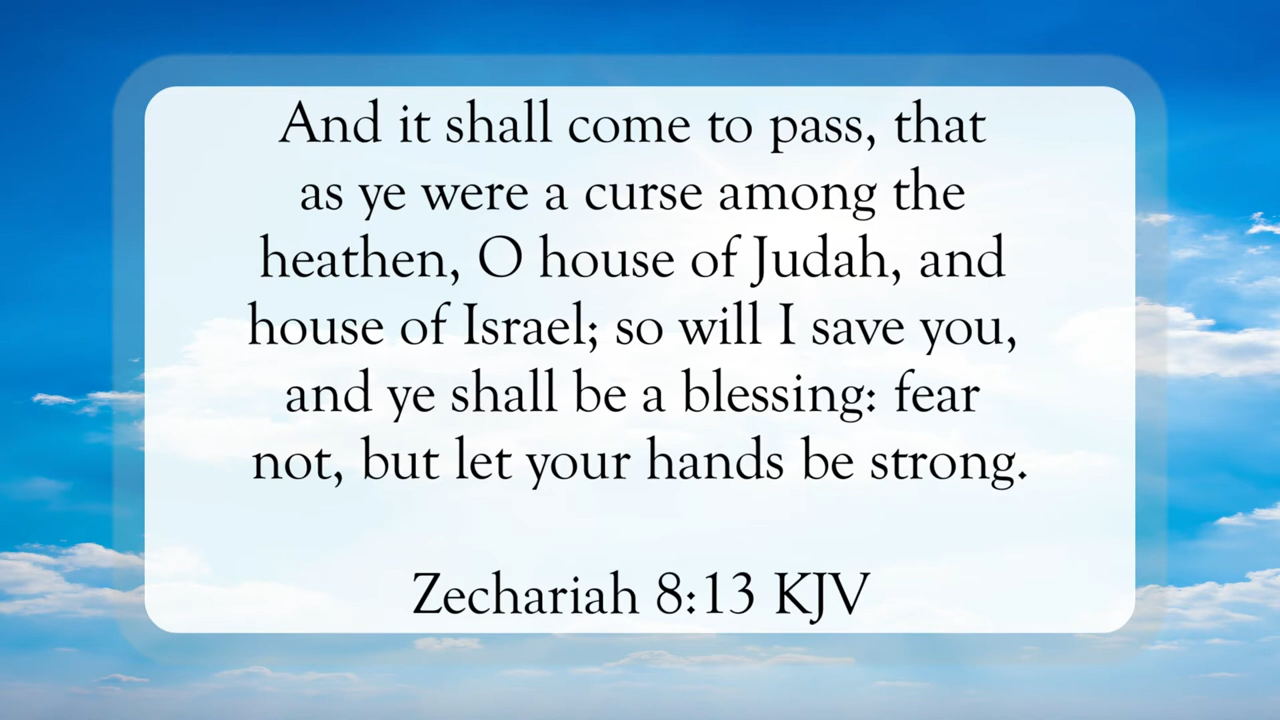 And it shall come to pass, that
as ye were a curse among the
heathen, O house of Judah, and
house of Israel; so will I save you,
and ye shall be a blessing: fear
not, but let your hands be strong.
Zechariah 8:13 KJV